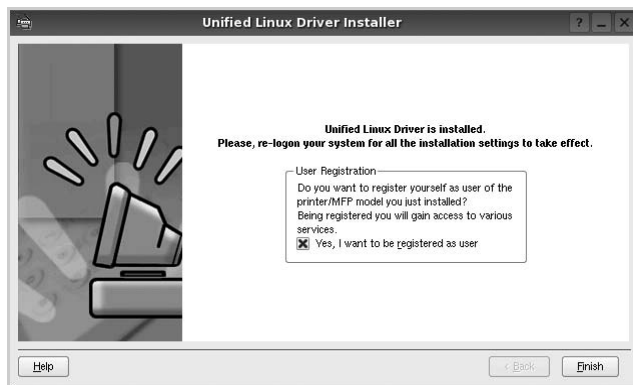 Unified Linux Driver Installer
Unified Linux Driver is installed.
Please, re-logon your system for all the installation settings to take effect.
User Registration
Do you want to register yourself as user of the
printer/MFP model you just installed?
Being registered you will gain access to various
services.
Yes, I want to be registered as user
Help
< Back
Finish